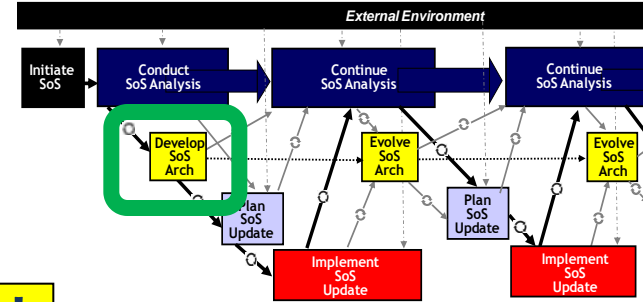 External Environment
Initiate
SoS
Conduct
SoS Analysis
Continue
SoS Analysis
Continue
SoS Analysis
Develop
SoS
Arch
Evolve
SoS
Arch
Evolve
SoS
Arch
Plan
SoS
Update
Plan
SoS
Update
Implement
SoS
Update
Implement
SoS
Update